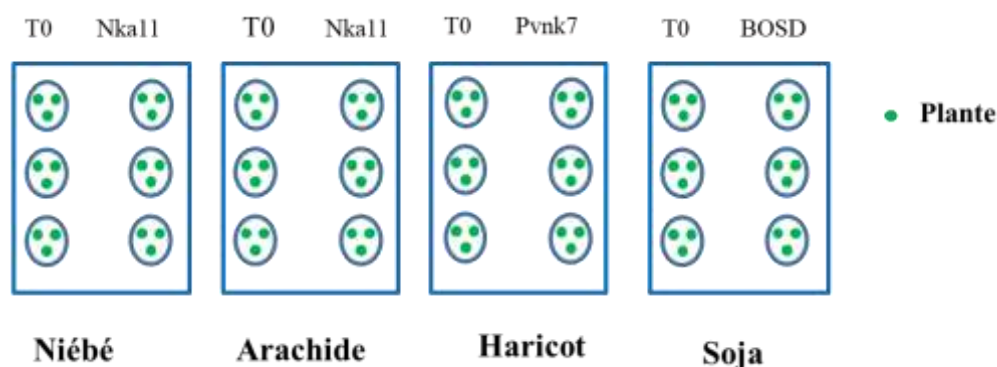 T0 Nka11 T0 Nka11 T0 Pvnk7 T0 BOSD
Plante
Niébé Arachide Haricot Soja